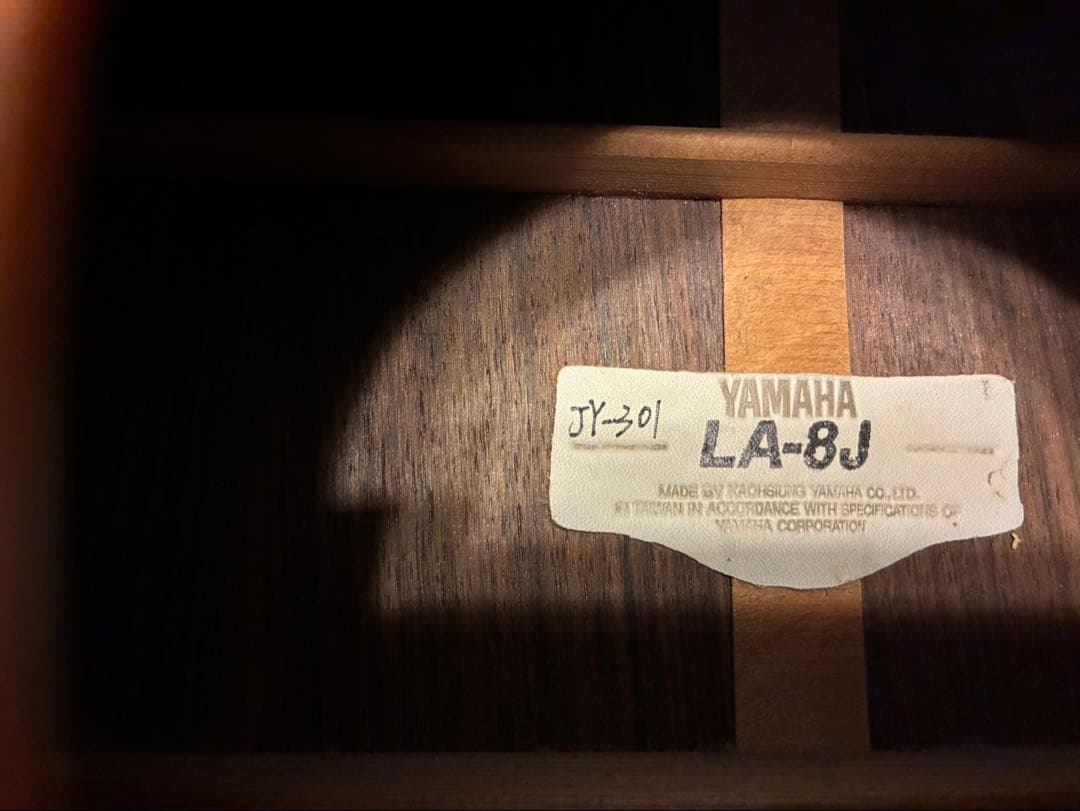 JY-301
YAMAHA
LA-8J
MADE BY KAOHSIUNG YAMAHA CO., LTD.
IN TAIWAN IN ACCORDANCE WITH SPECIFICATIONS OF
YAMAHA CORPORATION